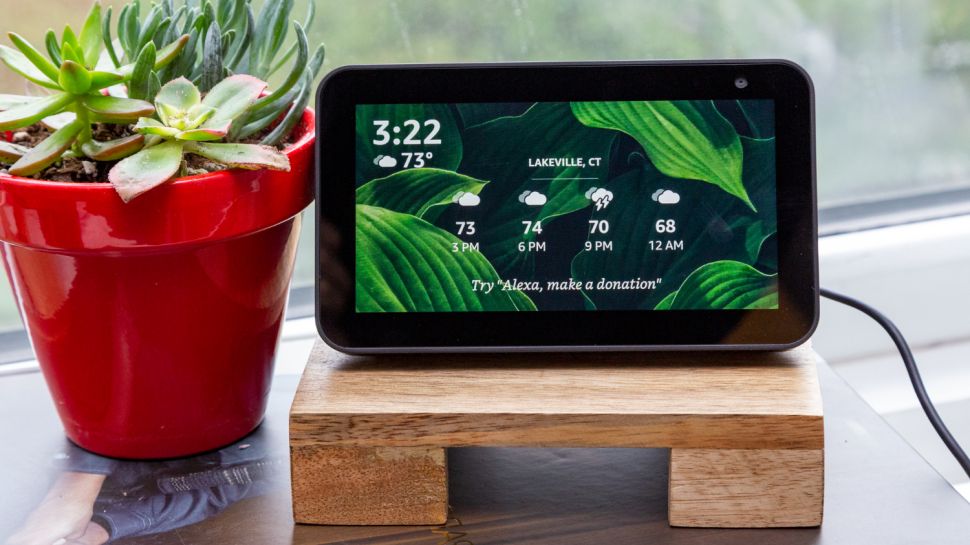 3:22
73°
LAKEVILLE, CT
73 74 70 68
3 PM 6 PM 9 PM 12 AM
Try "Alexa, make a donation"